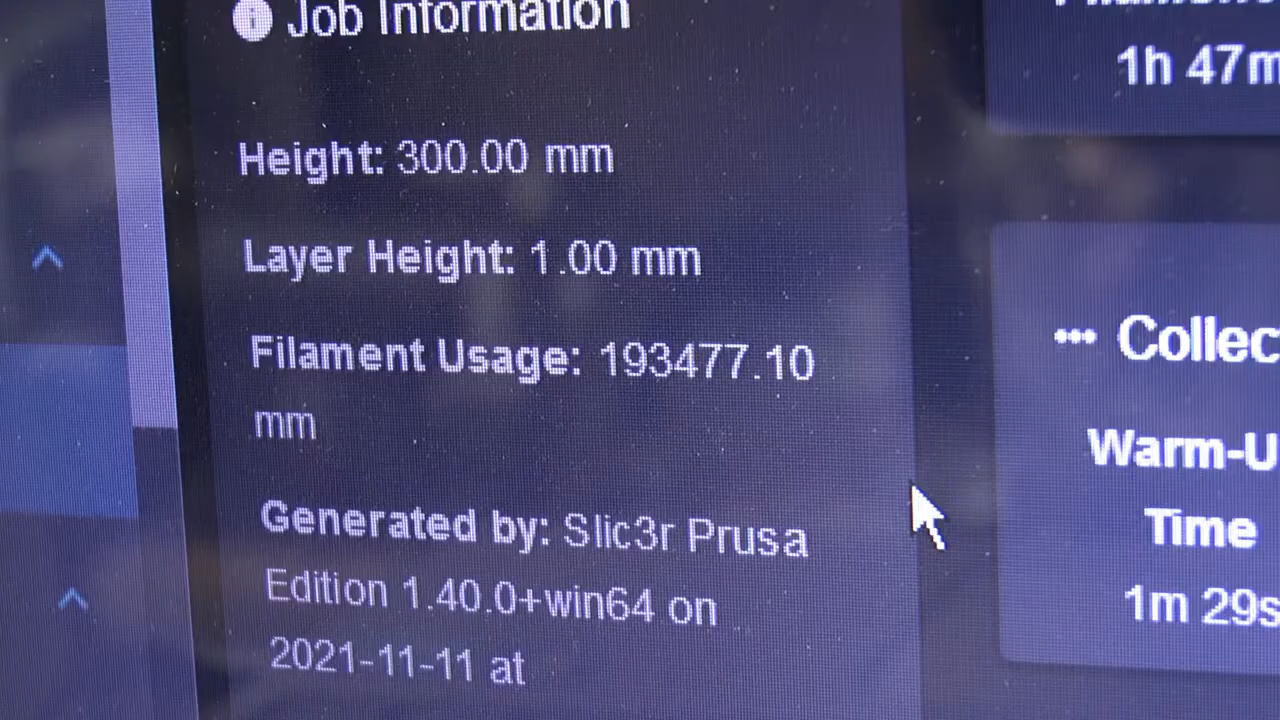 Job Information
Height: 300.00 mm
Layer Height: 1.00 mm
Filament Usage: 193477.10
mm
Generated by: Slic3r Prusa
Edition 1.40.0+win64 on
2021-11-11 at
1h 47m
••• Collec
Warm-U
Time
1m 29s